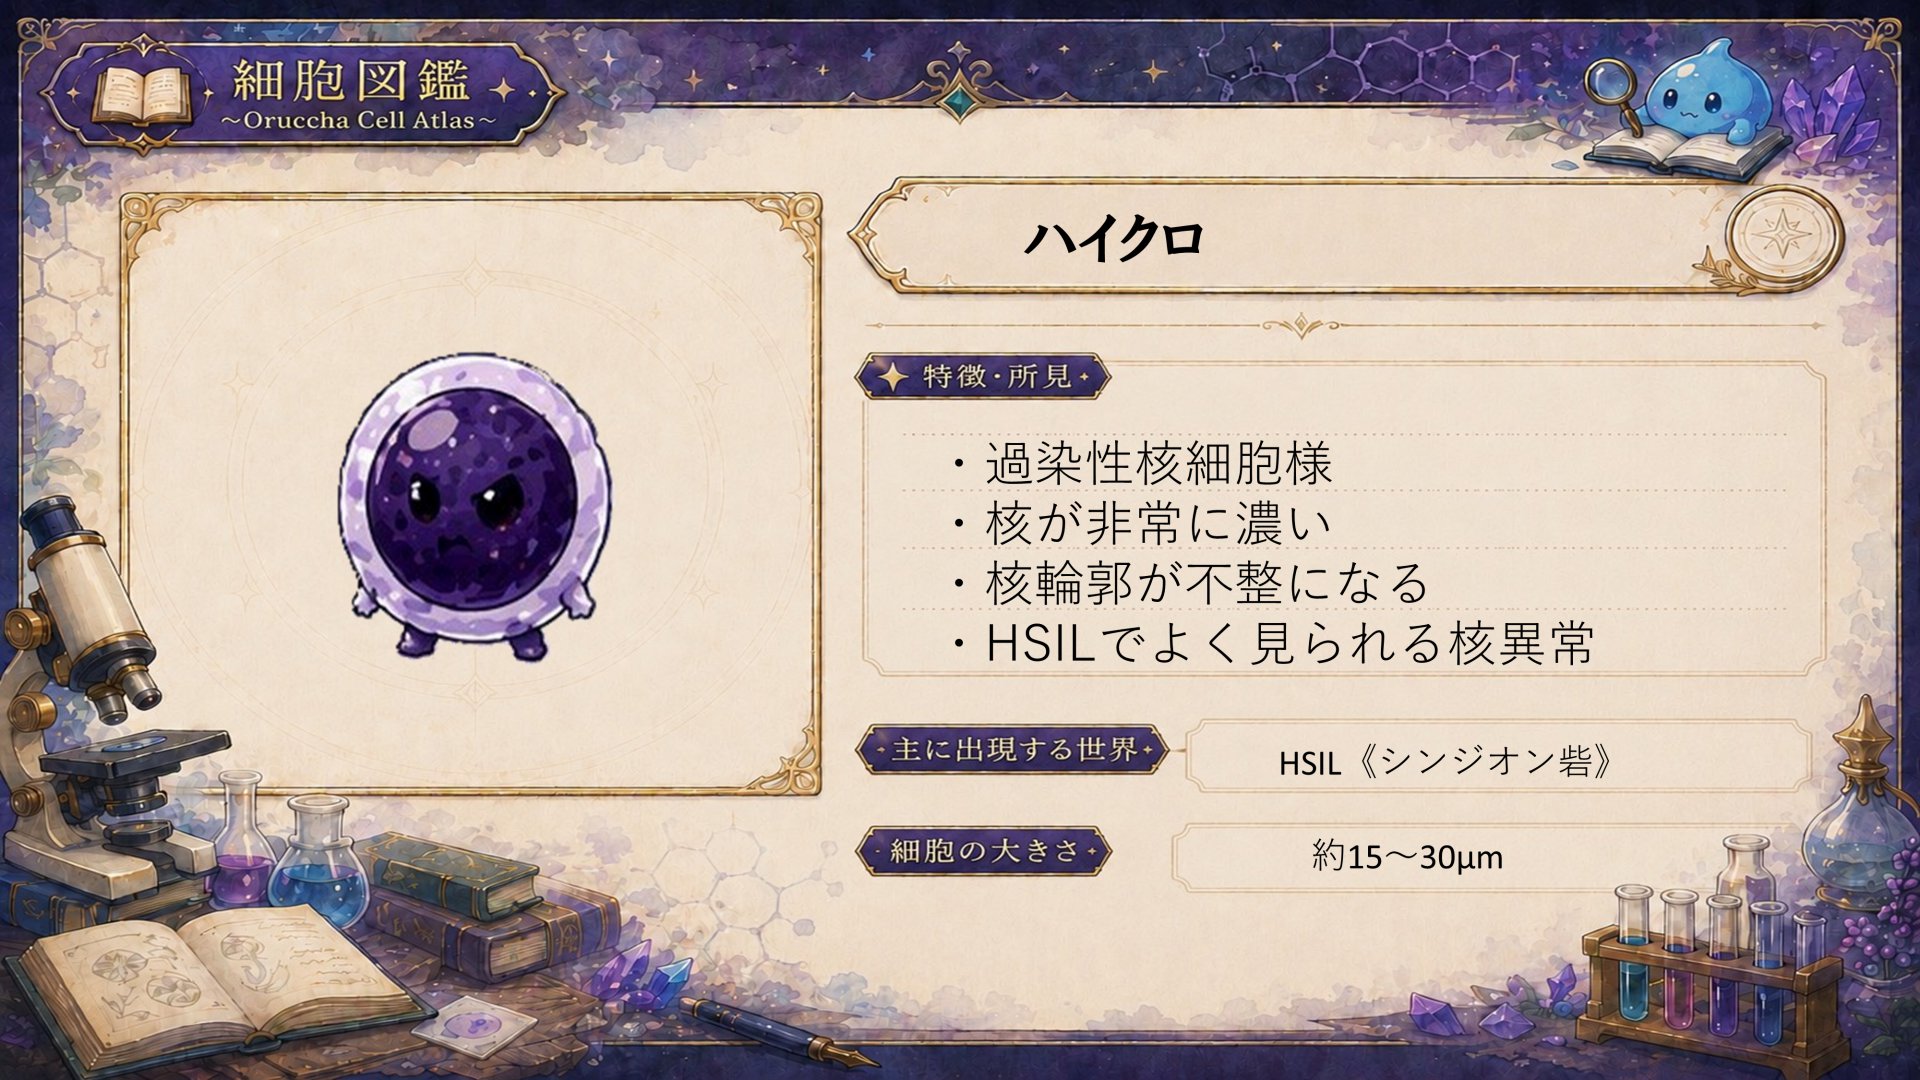 細胞図鑑
～Oruccha Cell Atlas～
ハイクロ
特徴・所見
・過染性核細胞様
・核が非常に濃い
・核輪郭が不整になる
・HSILでよく見られる核異常
主に出現する世界
HSIL《シンジオン砦》
細胞の大きさ
約15～30μm